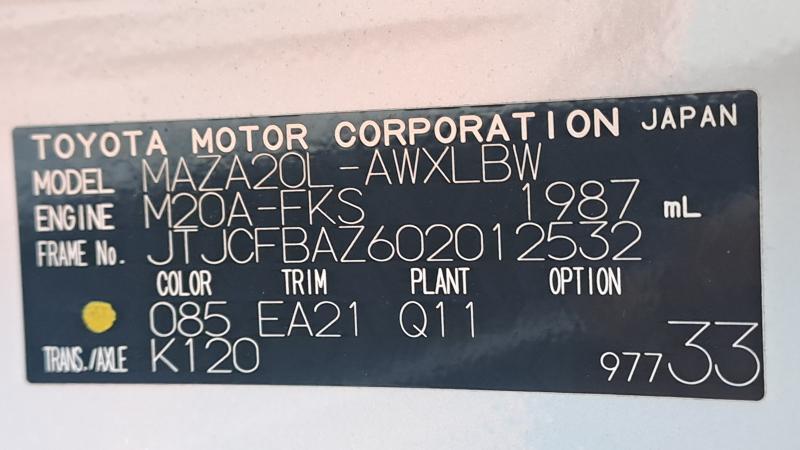 TOYOTA MOTOR CORPORATION JAPAN
MODEL MAZA20L-AWXLBW
ENGINE M20A-FKS 1987 mL
FRAME No. JTJCFBAZ602012532
COLOR TRIM PLANT OPTION
085 EA21 Q11
TRANS./AXLE K120 97733